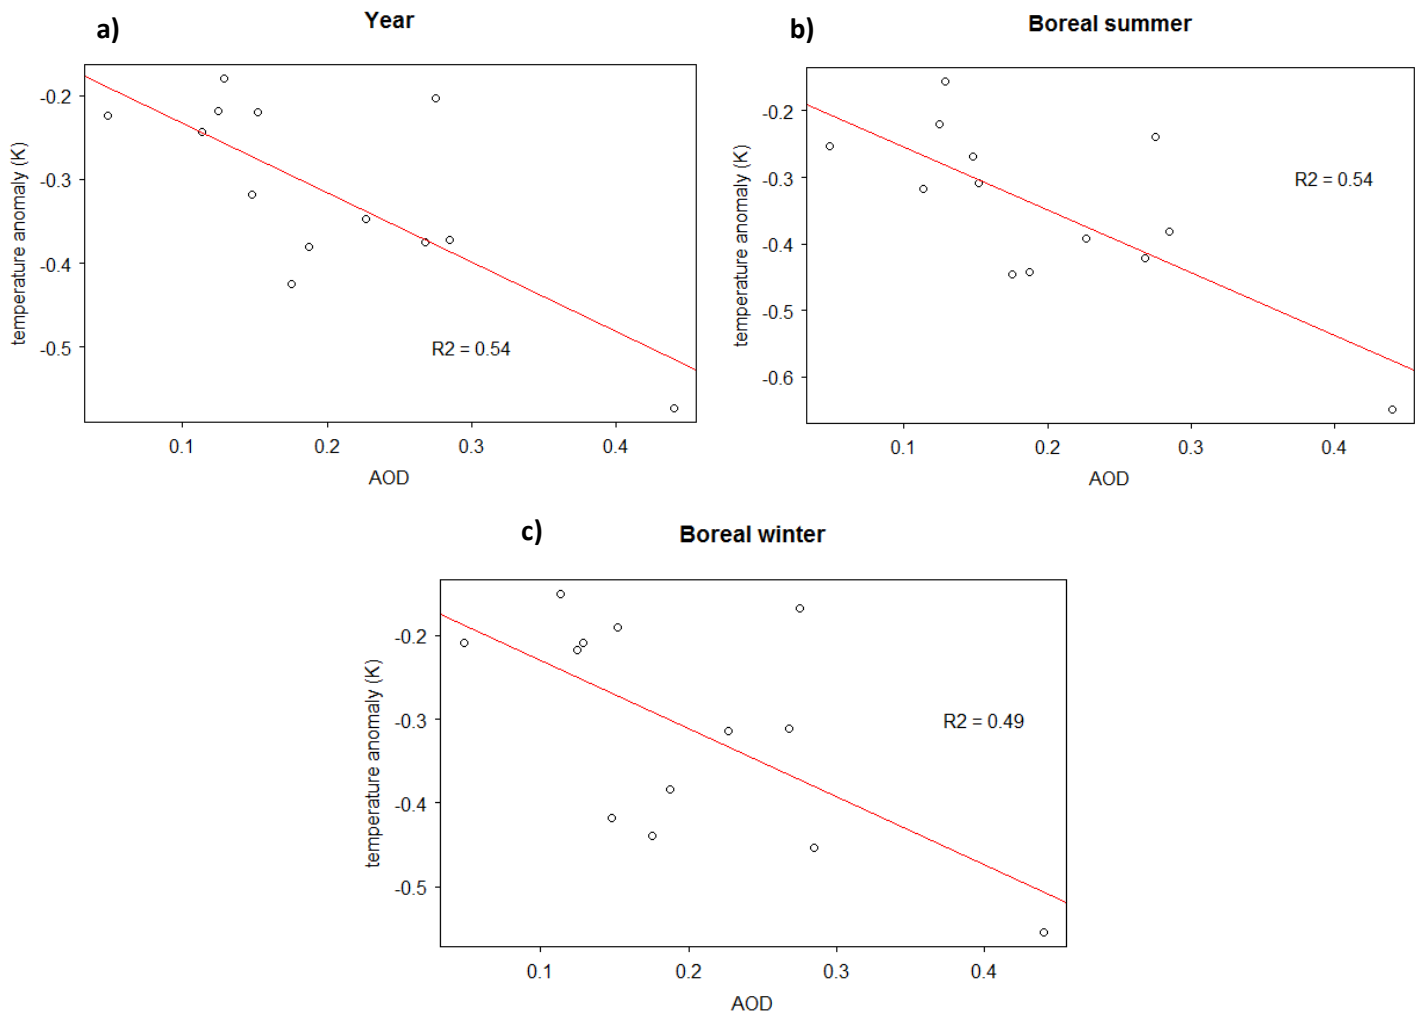 a)
Year
-0.2
-0.3
-0.4
-0.5
temperature anomaly (K)
R2 = 0.54
0.1 0.2 0.3 0.4
AOD
b)
Boreal summer
-0.2
-0.3
-0.4
-0.5
-0.6
temperature anomaly (K)
R2 = 0.54
0.1 0.2 0.3 0.4
AOD
c)
Boreal winter
-0.2
-0.3
-0.4
-0.5
temperature anomaly (K)
R2 = 0.49
0.1 0.2 0.3 0.4
AOD